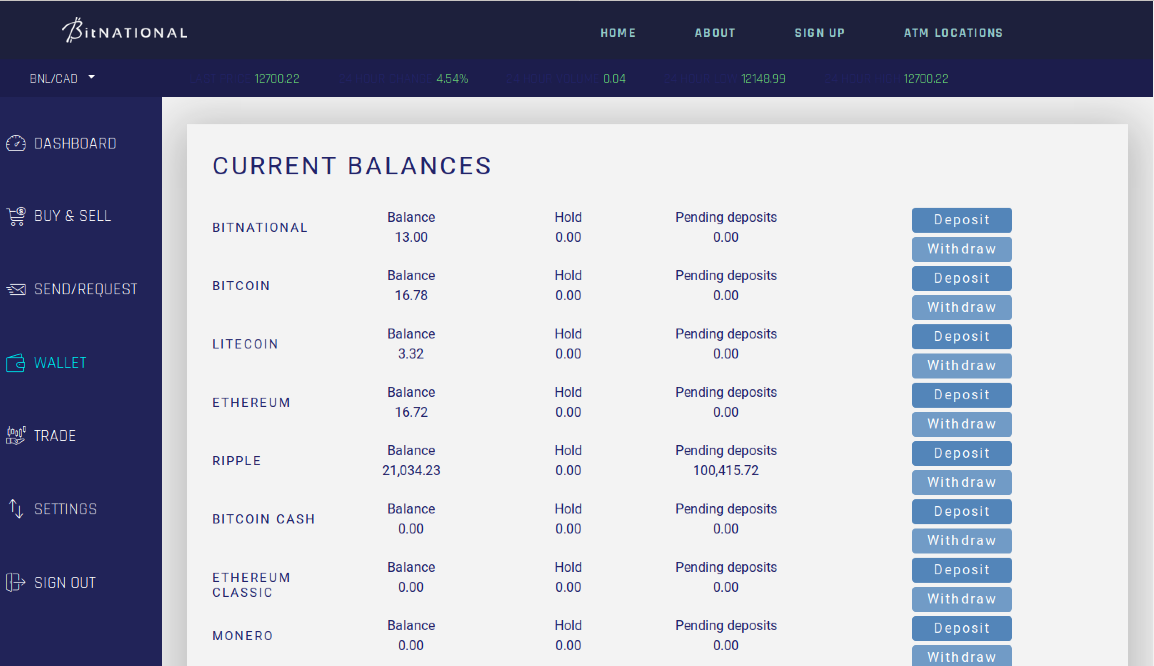 BitNATIONAL
HOME ABOUT SIGN UP ATM LOCATIONS
BNL/CAD 12700.22 4.54% 0.04 12148.99 12700.22
DASHBOARD
BUY & SELL
SEND/REQUEST
WALLET
TRADE
SETTINGS
SIGN OUT
CURRENT BALANCES
BITNATIONAL
Balance
13.00
Hold
0.00
Pending deposits
0.00
Deposit
Withdraw
BITCOIN
Balance
16.78
Hold
0.00
Pending deposits
0.00
Deposit
Withdraw
LITECOIN
Balance
3.32
Hold
0.00
Pending deposits
0.00
Deposit
Withdraw
ETHEREUM
Balance
16.72
Hold
0.00
Pending deposits
0.00
Deposit
Withdraw
RIPPLE
Balance
21,034.23
Hold
0.00
Pending deposits
100,415.72
Deposit
Withdraw
BITCOIN CASH
Balance
0.00
Hold
0.00
Pending deposits
0.00
Deposit
Withdraw
ETHEREUM
CLASSIC
Balance
0.00
Hold
0.00
Pending deposits
0.00
Deposit
Withdraw
MONERO
Balance
0.00
Hold
0.00
Pending deposits
0.00
Deposit
Withdraw